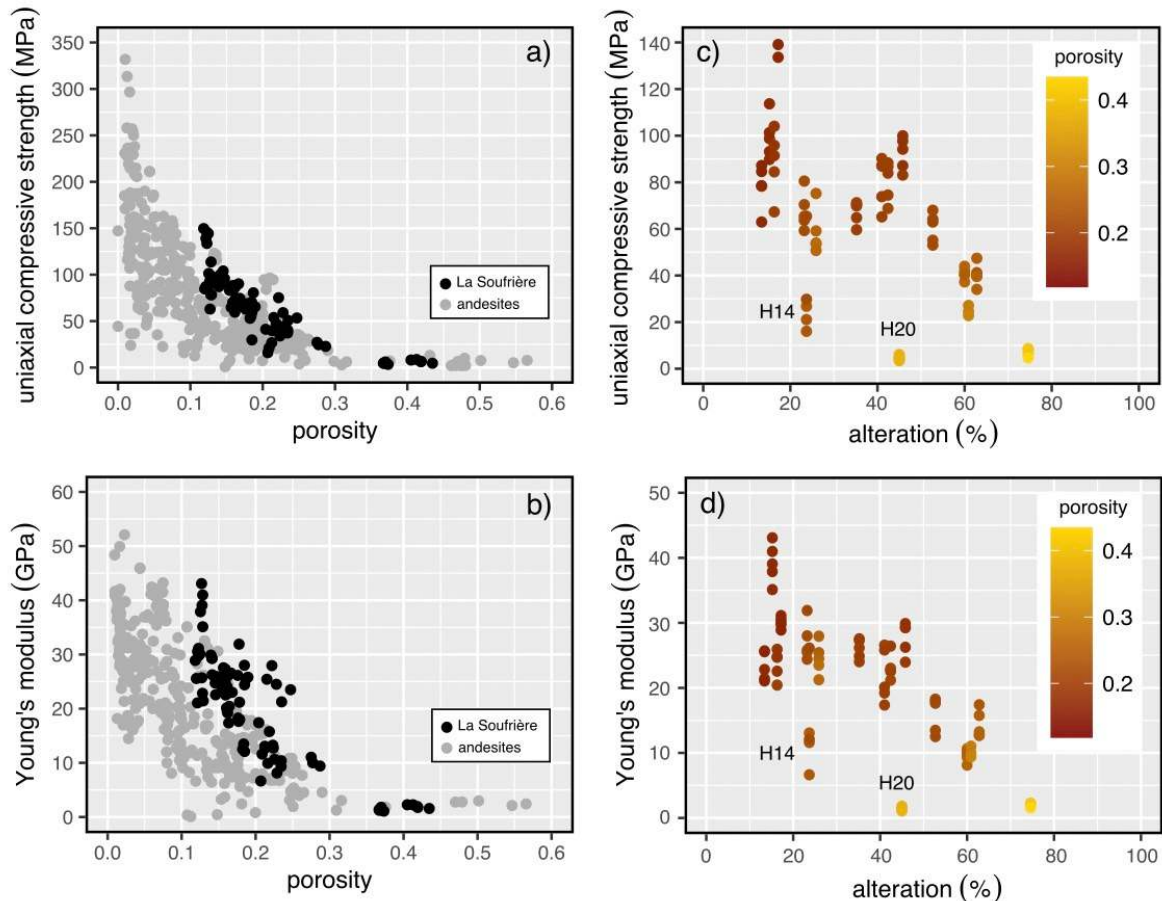 a)
350
300
250
200
150
100
50
0
uniaxial compressive strength (MPa)
La Soufrière
andesites
0.0 0.1 0.2 0.3 0.4 0.5 0.6
porosity
c)
140
120
100
80
60
40
20
0
uniaxial compressive strength (MPa)
porosity
0.4
0.3
0.2
H14
H20
0 20 40 60 80 100
alteration (%)
b)
60
50
40
30
20
10
0
Young's modulus (GPa)
La Soufrière
andesites
0.0 0.1 0.2 0.3 0.4 0.5 0.6
porosity
d)
50
40
30
20
10
0
Young's modulus (GPa)
porosity
0.4
0.3
0.2
H14
H20
0 20 40 60 80 100
alteration (%)